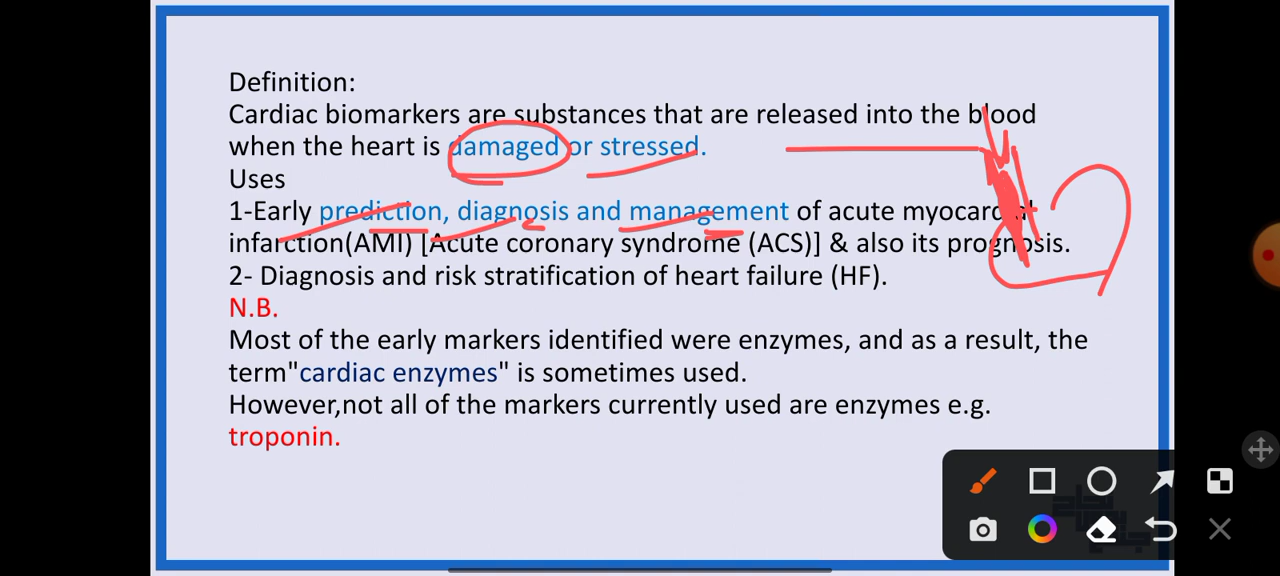 Definition:
Cardiac biomarkers are substances that are released into the blood
when the heart is damaged or stressed.
Uses
1-Early prediction, diagnosis and management of acute myocardial
infarction(AMI) [Acute coronary syndrome (ACS)] & also its prognosis.
2- Diagnosis and risk stratification of heart failure (HF).
N.B.
Most of the early markers identified were enzymes, and as a result, the
term"cardiac enzymes" is sometimes used.
However,not all of the markers currently used are enzymes e.g.
troponin.